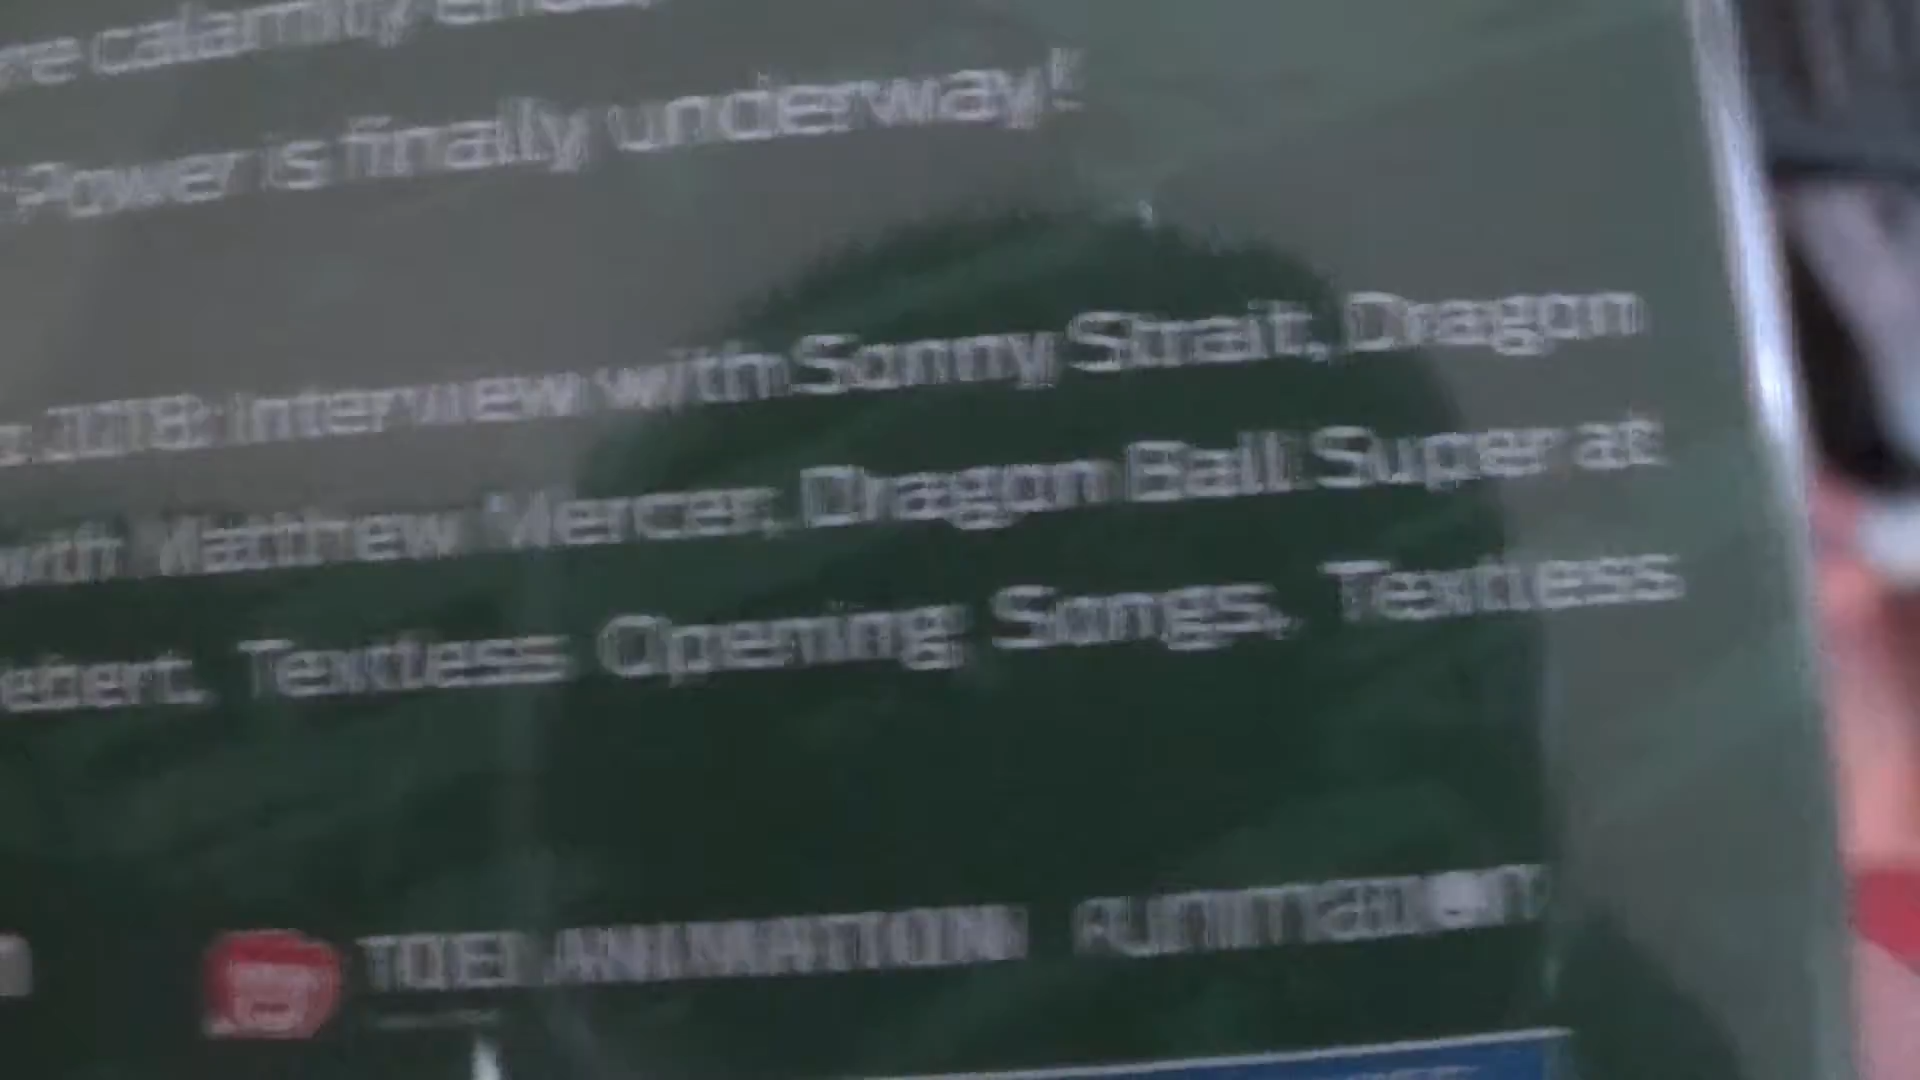 calamity
Power is finally underway!
Interview with Sonny Strait, Dragon
with Matthew Mercer, Dragon Ball Super at
Textless Opening Songs, Textless
TOEI ANIMATION FUNIMATION